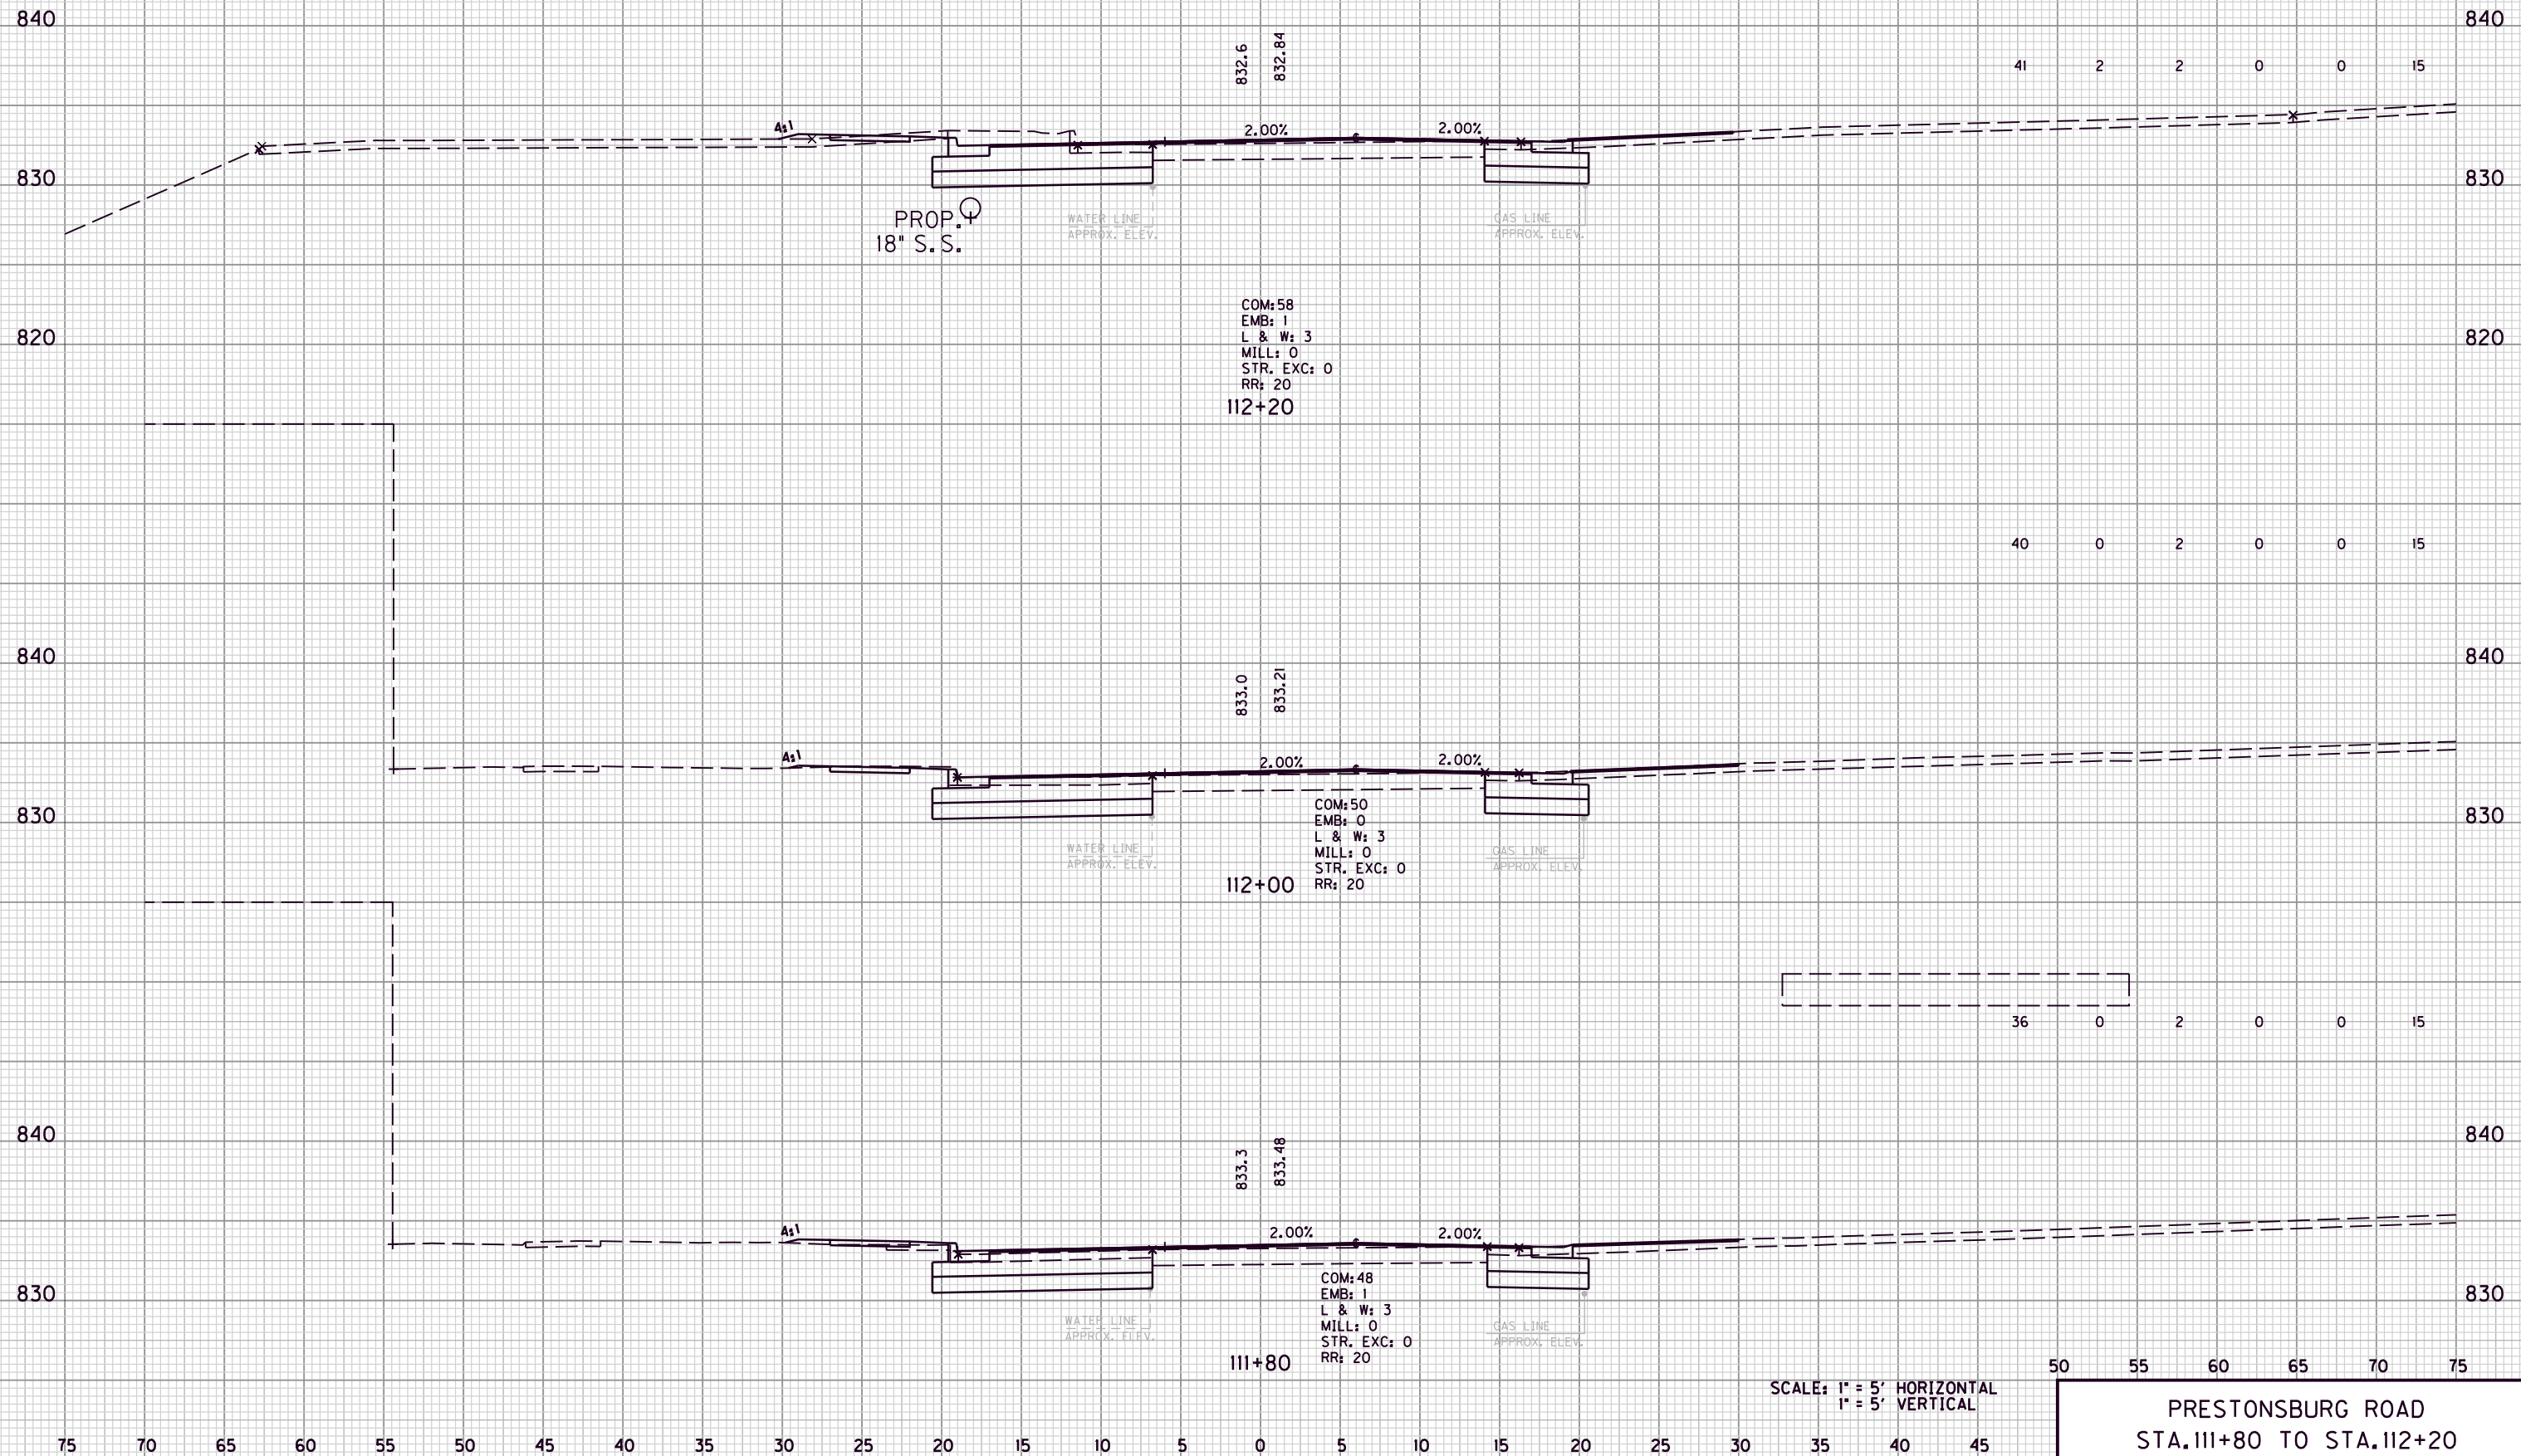 840 840
832.6 832.84
41 2 2 0 0 15
4:1 2.00% 2.00%
830 830
PROP.
18" S.S.
WATER LINE
APPROX. ELEV.
GAS LINE
APPROX. ELEV.
COM:58
EMB: 1
L & W: 3
MILL: 0
STR. EXC: 0
RR: 20
112+20
820 820
40 0 2 0 0 15
840 840
833.0 833.21
4:1 2.00% 2.00%
830 830
WATER LINE
APPROX. ELEV.
COM:50
EMB: 0
L & W: 3
MILL: 0
STR. EXC: 0
RR: 20
GAS LINE
APPROX. ELEV.
112+00
36 0 2 0 0 15
840 840
833.3 833.48
4:1 2.00% 2.00%
830 830
WATER LINE
APPROX. ELEV.
COM:48
EMB: 1
L & W: 3
MILL: 0
STR. EXC: 0
RR: 20
GAS LINE
APPROX. ELEV.
111+80
50 55 60 65 70 75
SCALE: 1" = 5' HORIZONTAL
1" = 5' VERTICAL
PRESTONSBURG ROAD
STA.111+80 TO STA.112+20
75 70 65 60 55 50 45 40 35 30 25 20 15 10 5 0 5 10 15 20 25 30 35 40 45